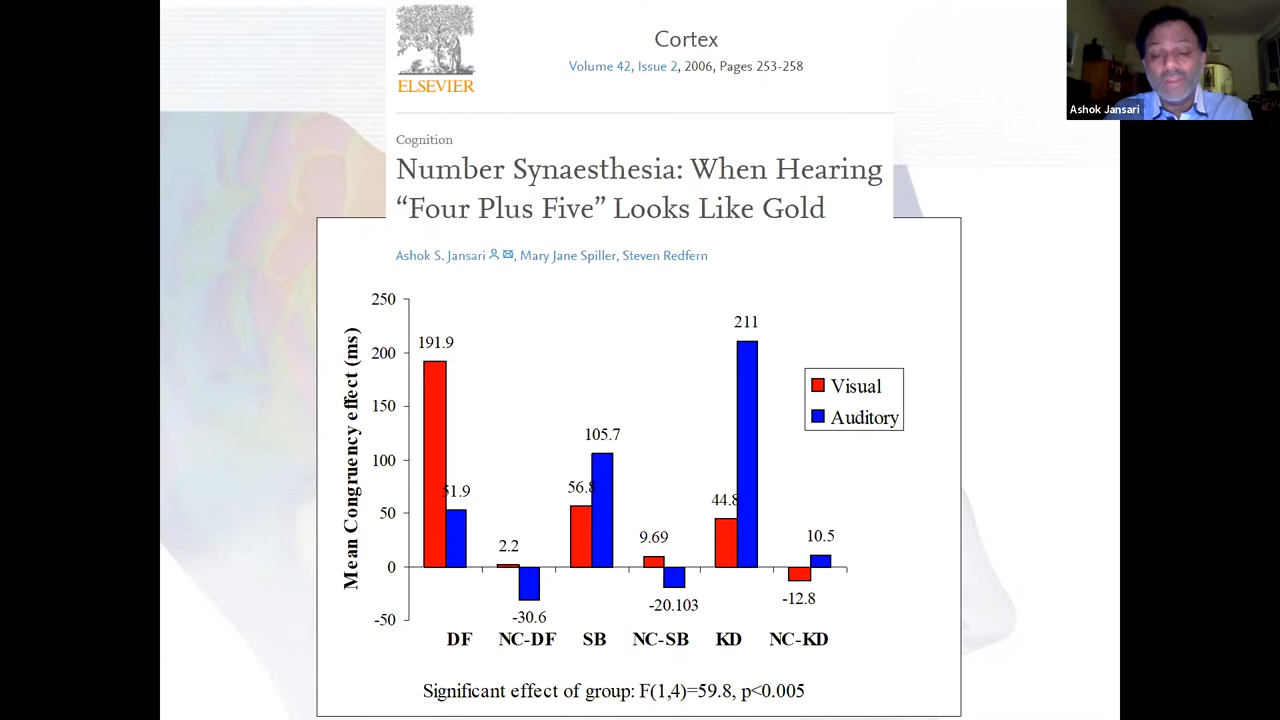 Cortex
Volume 42, Issue 2, 2006, Pages 253-258
ELSEVIER
Ashok Jansari
Cognition
Number Synaesthesia: When Hearing
“Four Plus Five” Looks Like Gold
Ashok S. Jansari, Mary Jane Spiller, Steven Redfern
Mean Congruency effect (ms)
250
200
150
100
50
0
-50
191.9
51.9
2.2
-30.6
56.8
105.7
9.69
-20.103
44.8
211
-12.8
10.5
Visual
Auditory
DF NC-DF SB NC-SB KD NC-KD
Significant effect of group: F(1,4)=59.8, p<0.005